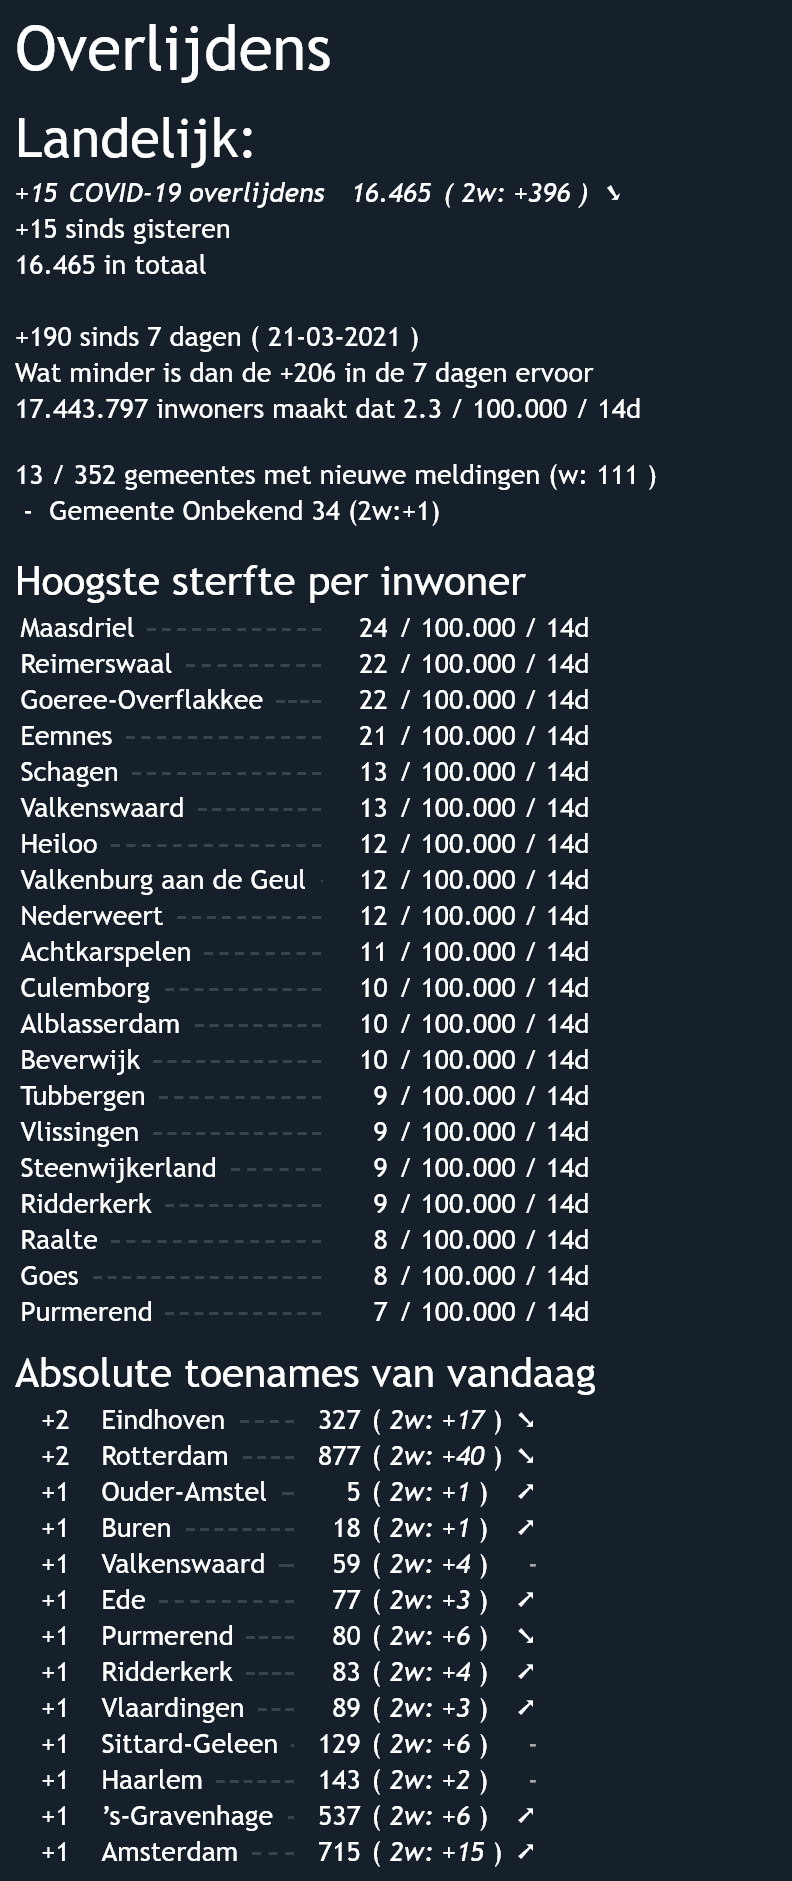 Overlijdens
Landelijk:
+15 COVID-19 overlijdens 16.465 ( 2w: +396 ) ➘
+15 sinds gisteren
16.465 in totaal
+190 sinds 7 dagen ( 21-03-2021 )
Wat minder is dan de +206 in de 7 dagen ervoor
17.443.797 inwoners maakt dat 2.3 / 100.000 / 14d
13 / 352 gemeentes met nieuwe meldingen (w: 111 )
- Gemeente Onbekend 34 (2w:+1)
Hoogste sterfte per inwoner
Maasdriel ------------ 24 / 100.000 / 14d
Reimerswaal ---------- 22 / 100.000 / 14d
Goeree-Overflakkee ---- 22 / 100.000 / 14d
Eemnes -------------- 21 / 100.000 / 14d
Schagen ------------- 13 / 100.000 / 14d
Valkenswaard --------- 13 / 100.000 / 14d
Heiloo --------------- 12 / 100.000 / 14d
Valkenburg aan de Geul - 12 / 100.000 / 14d
Nederweert ---------- 12 / 100.000 / 14d
Achtkarspelen -------- 11 / 100.000 / 14d
Culemborg ----------- 10 / 100.000 / 14d
Alblasserdam --------- 10 / 100.000 / 14d
Beverwijk ------------ 10 / 100.000 / 14d
Tubbergen ----------- 9 / 100.000 / 14d
Vlissingen ------------ 9 / 100.000 / 14d
Steenwijkerland ------ 9 / 100.000 / 14d
Ridderkerk ----------- 9 / 100.000 / 14d
Raalte --------------- 8 / 100.000 / 14d
Goes ---------------- 8 / 100.000 / 14d
Purmerend ----------- 7 / 100.000 / 14d
Absolute toenames van vandaag
+2 Eindhoven ---- 327 ( 2w: +17 ) ➘
+2 Rotterdam ---- 877 ( 2w: +40 ) ➘
+1 Ouder-Amstel - 5 ( 2w: +1 ) ➚
+1 Buren -------- 18 ( 2w: +1 ) ➚
+1 Valkenswaard - 59 ( 2w: +4 ) -
+1 Ede --------- 77 ( 2w: +3 ) ➚
+1 Purmerend ---- 80 ( 2w: +6 ) ➘
+1 Ridderkerk ---- 83 ( 2w: +4 ) ➚
+1 Vlaardingen --- 89 ( 2w: +3 ) ➚
+1 Sittard-Geleen - 129 ( 2w: +6 ) -
+1 Haarlem ------ 143 ( 2w: +2 ) -
+1 ’s-Gravenhage - 537 ( 2w: +6 ) ➚
+1 Amsterdam --- 715 ( 2w: +15 ) ➚